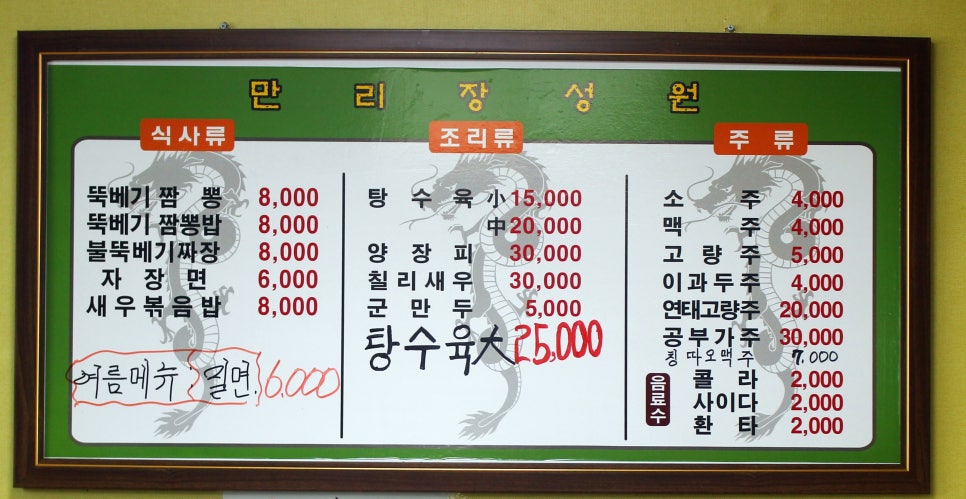 만 리 장 성 원
식사류
뚝베기 짬 뽕 8,000
뚝베기 짬뽕밥 8,000
불뚝베기짜장 8,000
자 장 면 6,000
새우볶음밥 8,000
여름메뉴: 밀면. 6.000
조리류
탕 수 육 小 15,000
中 20,000
양 장 피 30,000
칠리새우 30,000
군 만 두 5,000
탕수육大 25,000
주 류
소 주 4,000
맥 주 4,000
고 량 주 5,000
이과두주 4,000
연태고량주 20,000
공부가주 30,000
칭따오맥주 7.000
음료수
콜 라 2,000
사이다 2,000
환 타 2,000